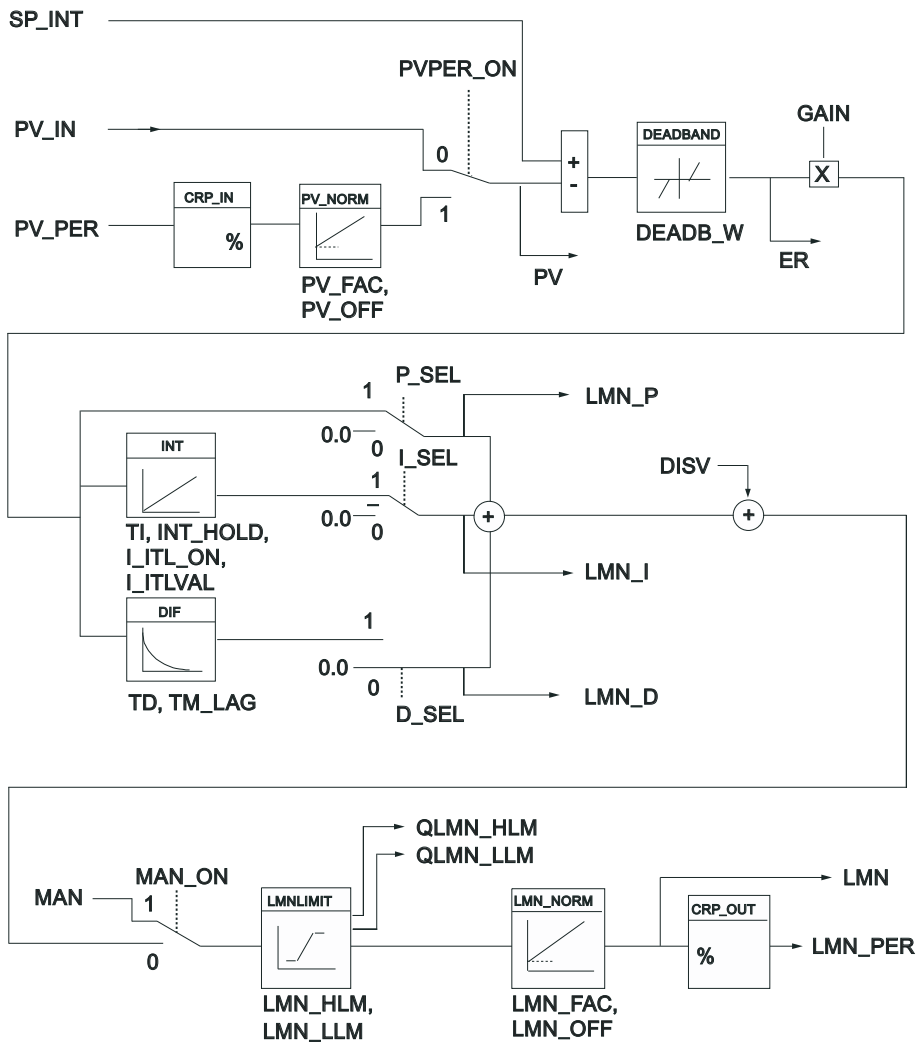 SP_INT
PVPER_ON
GAIN
PV_IN
DEADBAND
0
+
-
X
CRP_IN
PV_NORM
1
PV_PER
%
DEADB_W
ER
PV
PV_FAC,
PV_OFF
P_SEL
1
LMN_P
0.0
0
INT
I_SEL
DISV
1
0.0
+
+
0
TI, INT_HOLD,
I_ITL_ON,
I_ITLVAL
LMN_I
DIF
1
0.0
0
LMN_D
TD, TM_LAG
D_SEL
QLMN_HLM
QLMN_LLM
MAN_ON
LMN
MAN
1
LMNLIMIT
LMN_NORM
CRP_OUT
0
%
LMN_PER
LMN_HLM,
LMN_LLM
LMN_FAC,
LMN_OFF